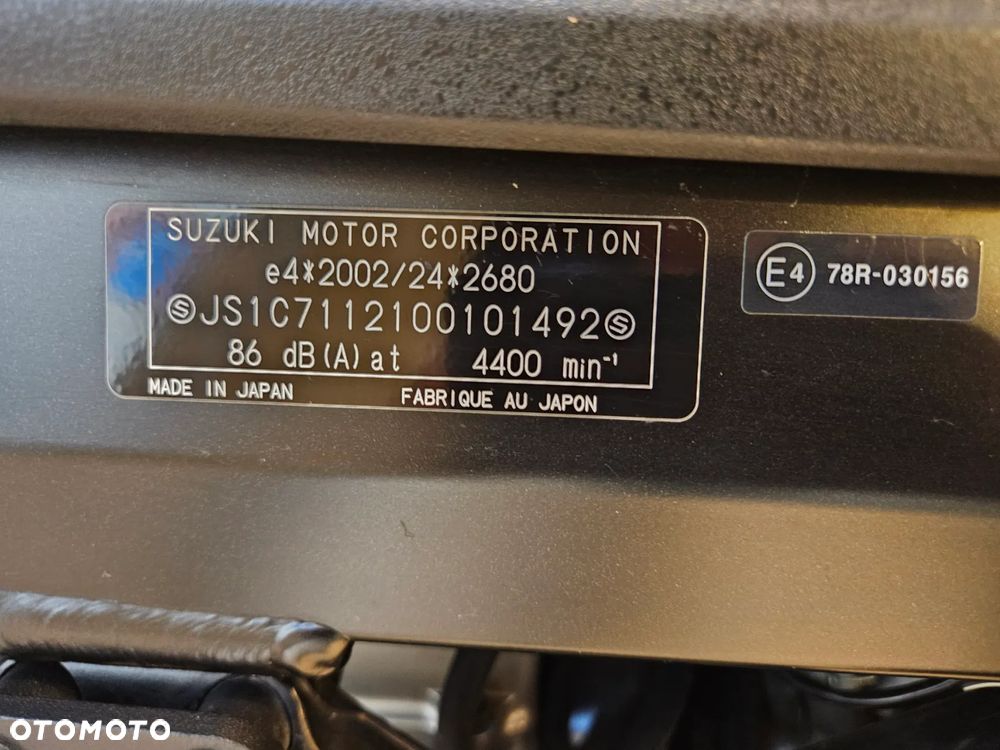 SUZUKI MOTOR CORPORATION
e4*2002/24*2680
ⓈJS1C7112100101492Ⓢ
86 dB(A) at 4400 min⁻¹
MADE IN JAPAN FABRIQUE AU JAPON
E4 78R-030156
OTOMOTO